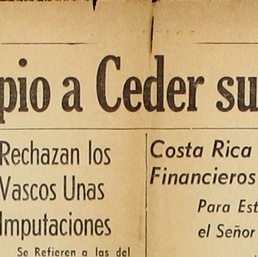 pio a Ceder su
Rechazan los
Vascos Unas
Imputaciones
Se Refieren a las del
Costa Rica
Financieros
Para Est
el Señor